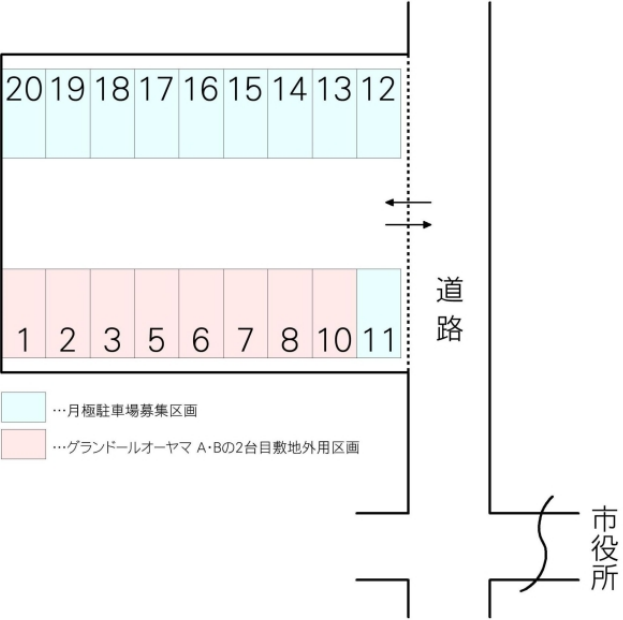 20 19 18 17 16 15 14 13 12
道路
1 2 3 5 6 7 8 10 11
…月極駐車場募集区画
…グランドールオーヤマ A・Bの2台目敷地外用区画
市役所